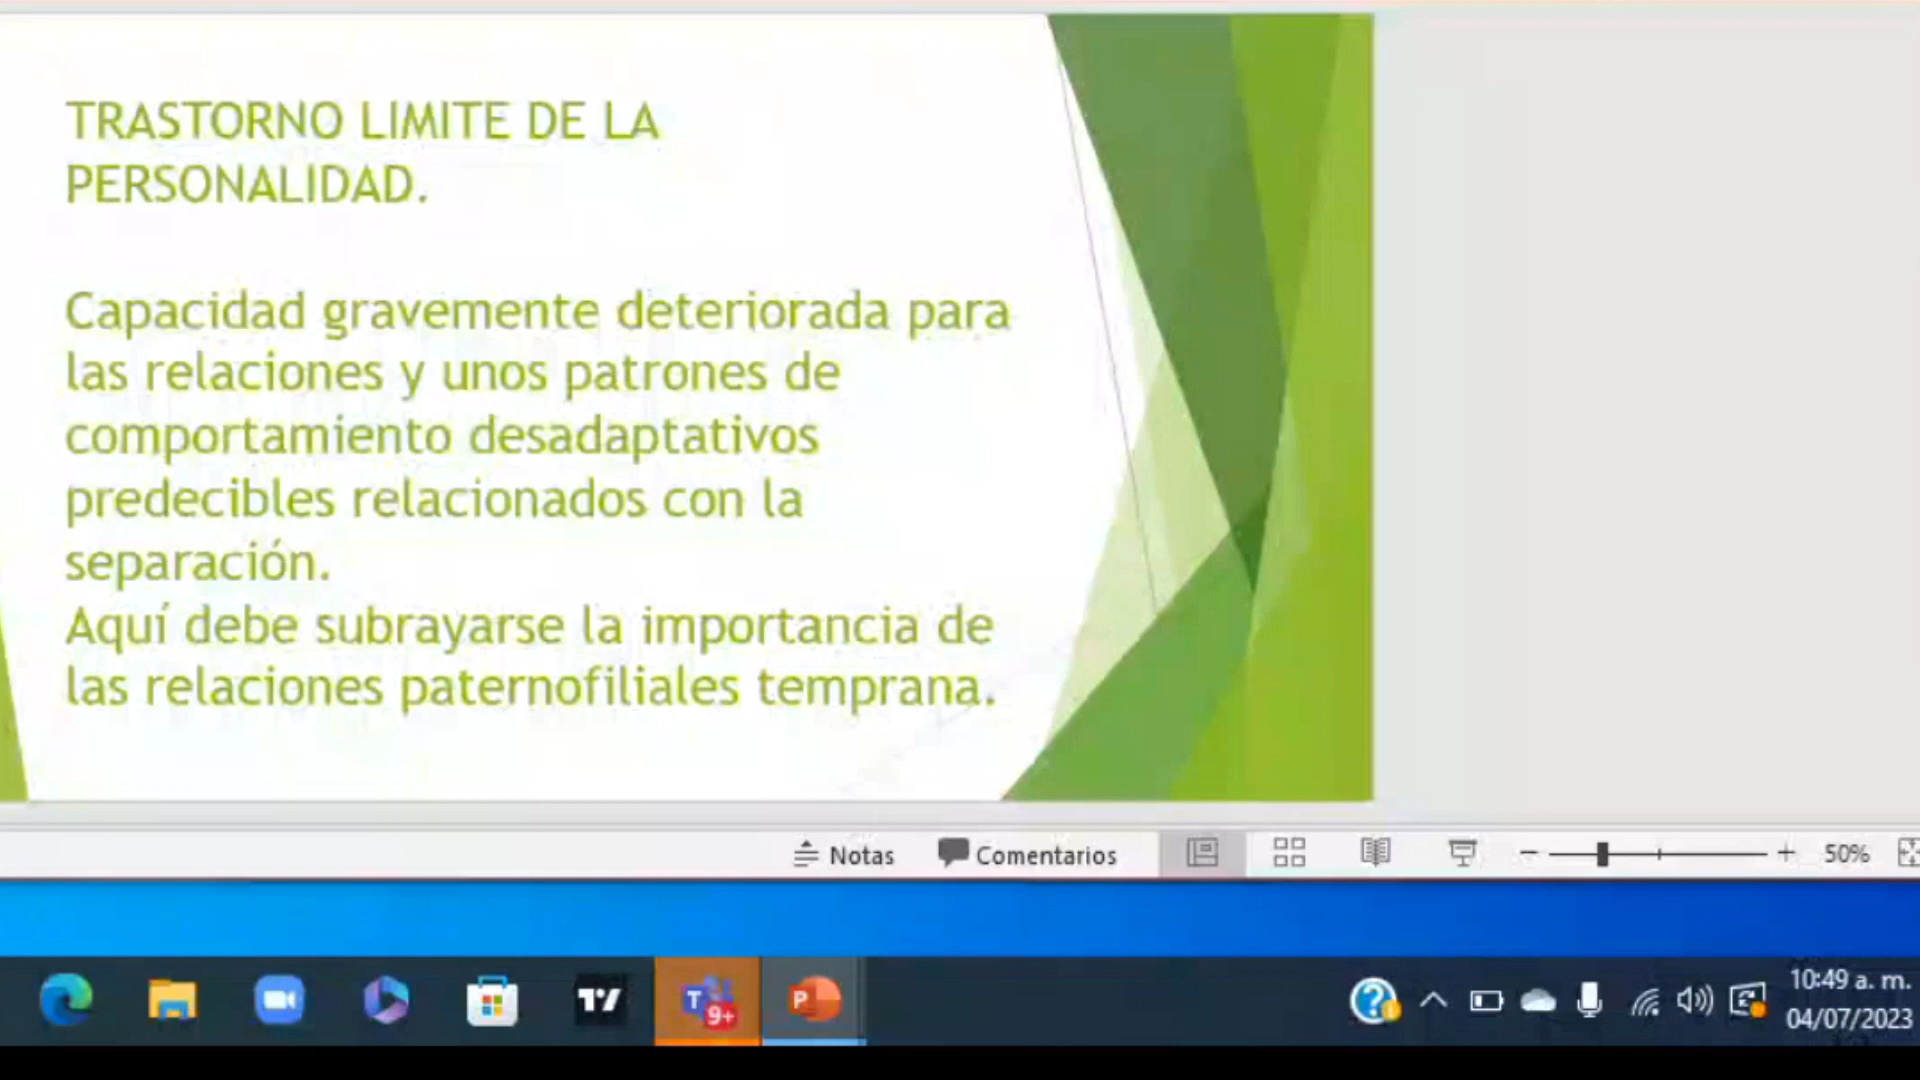 TRASTORNO LIMITE DE LA
PERSONALIDAD.
Capacidad gravemente deteriorada para
las relaciones y unos patrones de
comportamiento desadaptativos
predecibles relacionados con la
separación.
Aquí debe subrayarse la importancia de
las relaciones paternofiliales temprana.
Notas
Comentarios
50%
T
9+
P
10:49 a. m.
04/07/2023